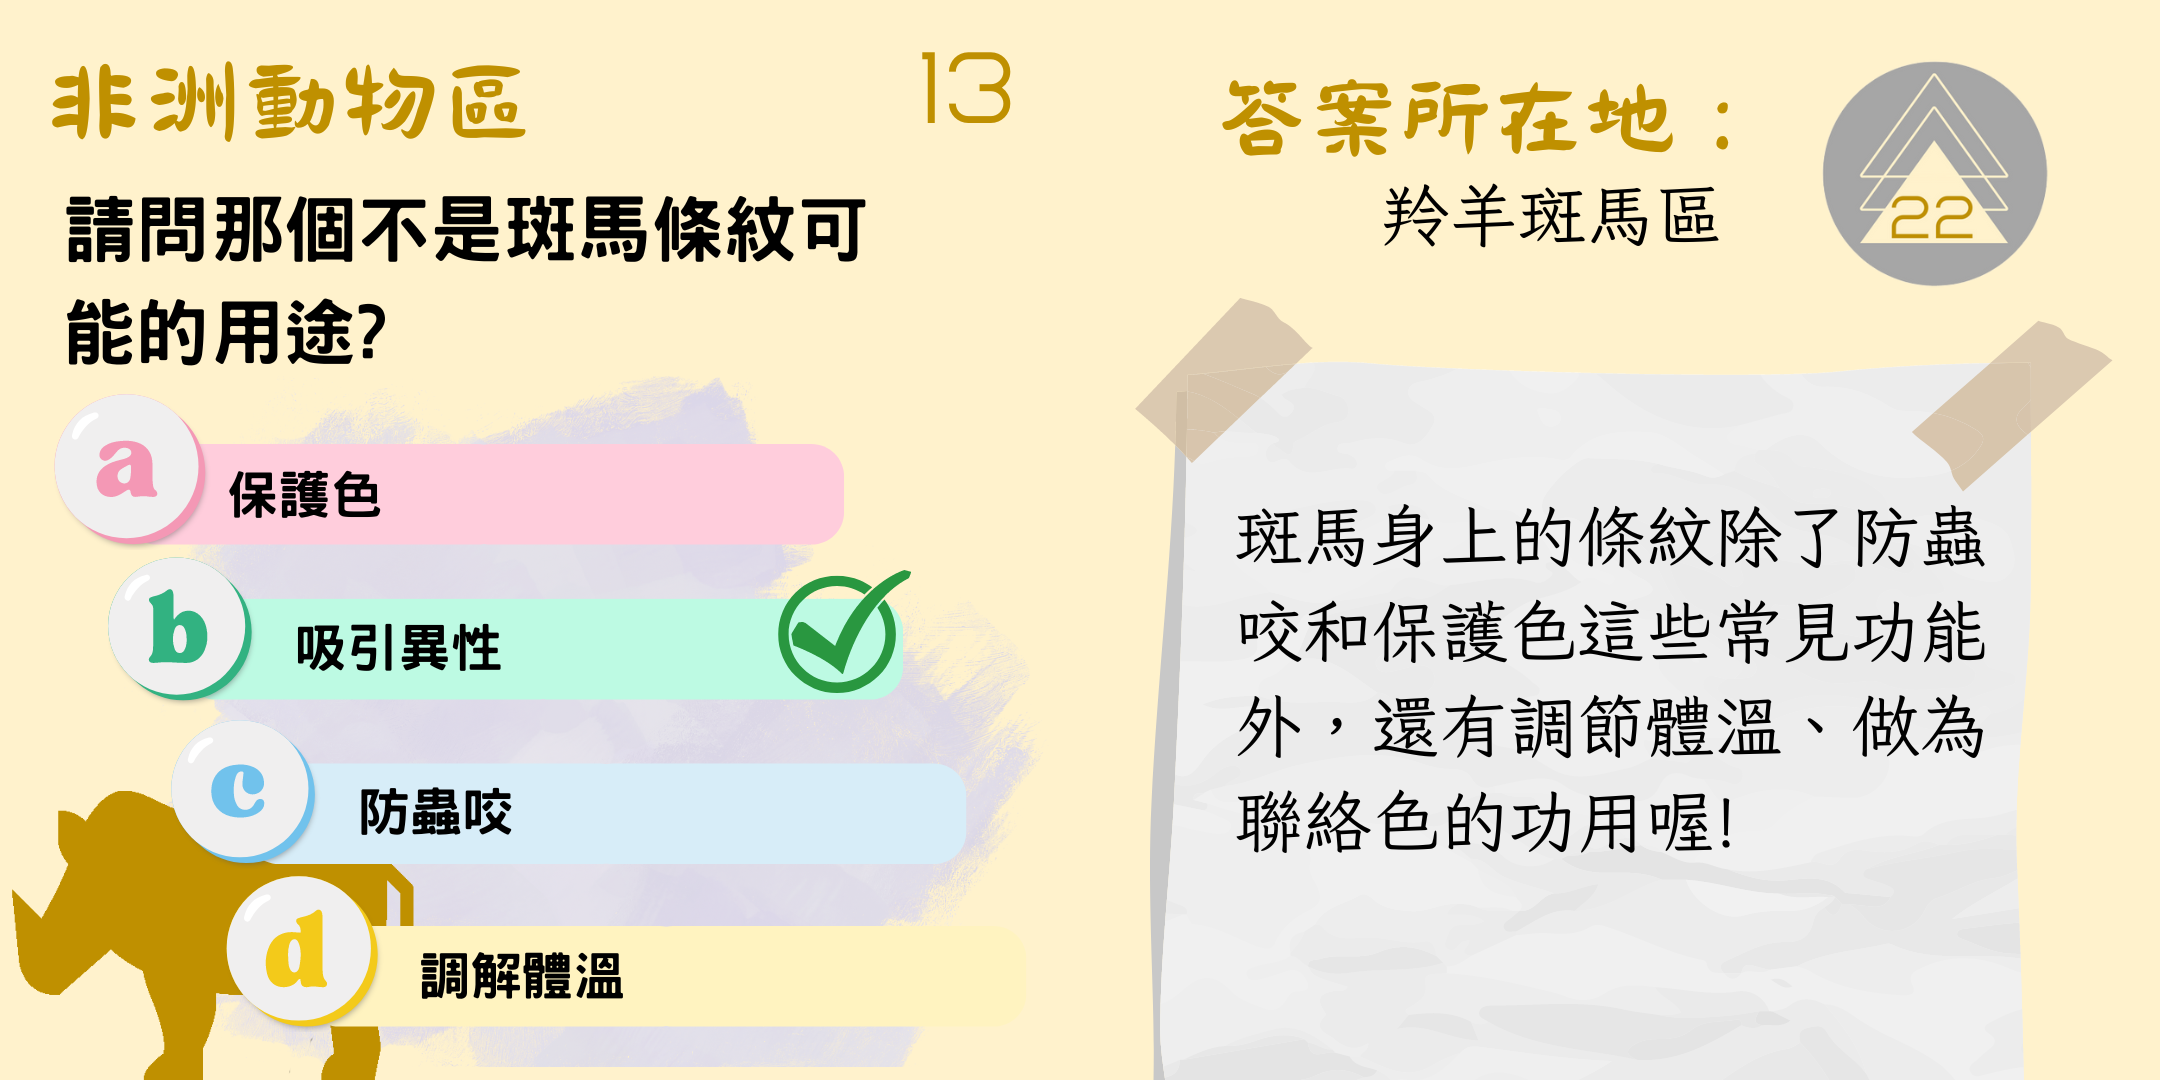 非洲動物區
13
請問那個不是斑馬條紋可
能的用途?
a
保護色
b
吸引異性
c
防蟲咬
d
調解體溫
答案所在地：
羚羊斑馬區
22
斑馬身上的條紋除了防蟲
咬和保護色這些常見功能
外，還有調節體溫、做為
聯絡色的功用喔!